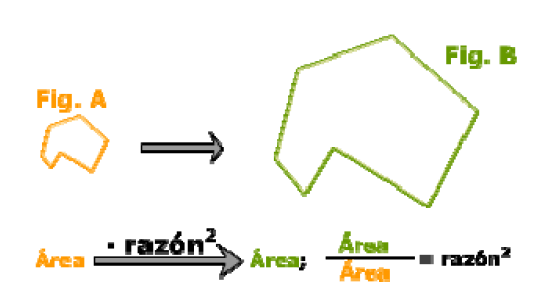 Fig. B
Fig. A
· razón²
Área Área; Área = razón²
Área